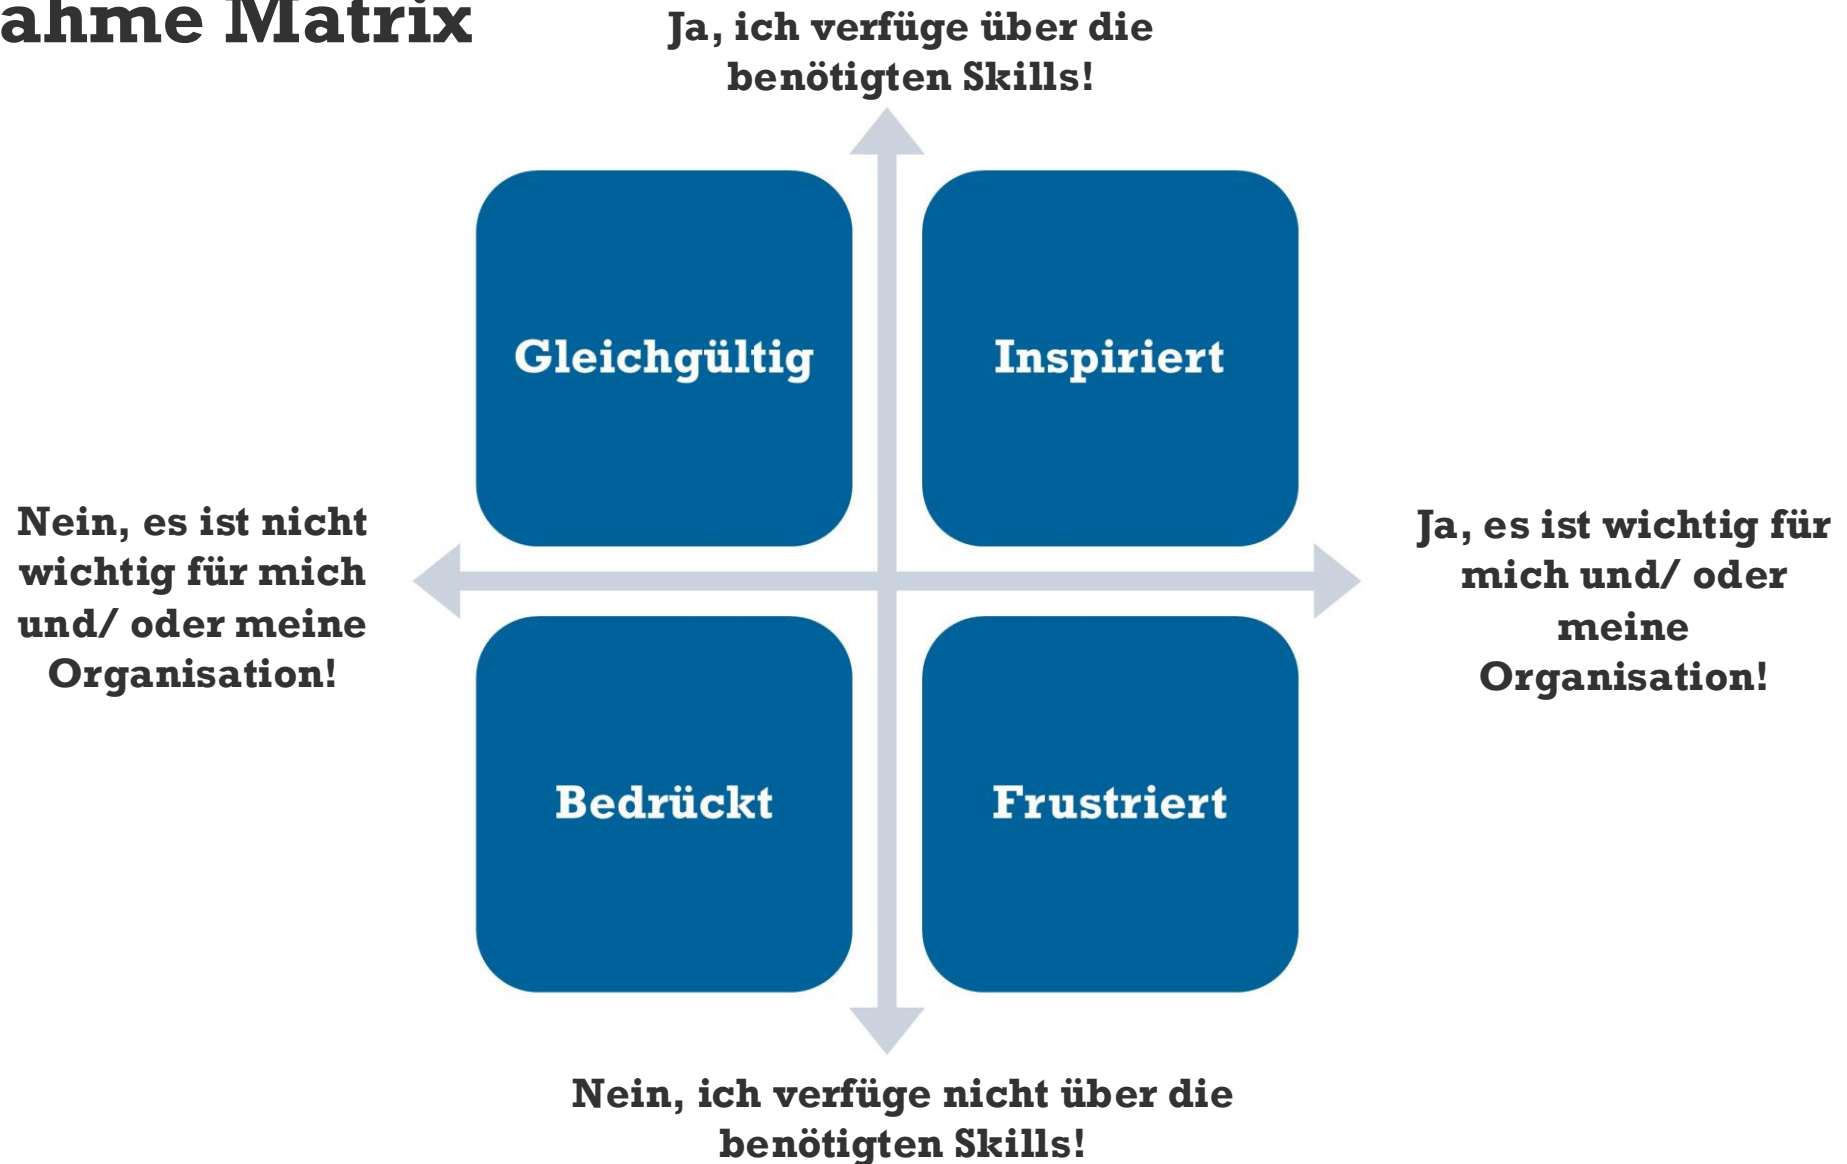 ahme Matrix
Ja, ich verfüge über die
benötigten Skills!
Gleichgültig
Inspiriert
Nein, es ist nicht
wichtig für mich
und/ oder meine
Organisation!
Ja, es ist wichtig für
mich und/ oder
meine
Organisation!
Bedrückt
Frustriert
Nein, ich verfüge nicht über die
benötigten Skills!